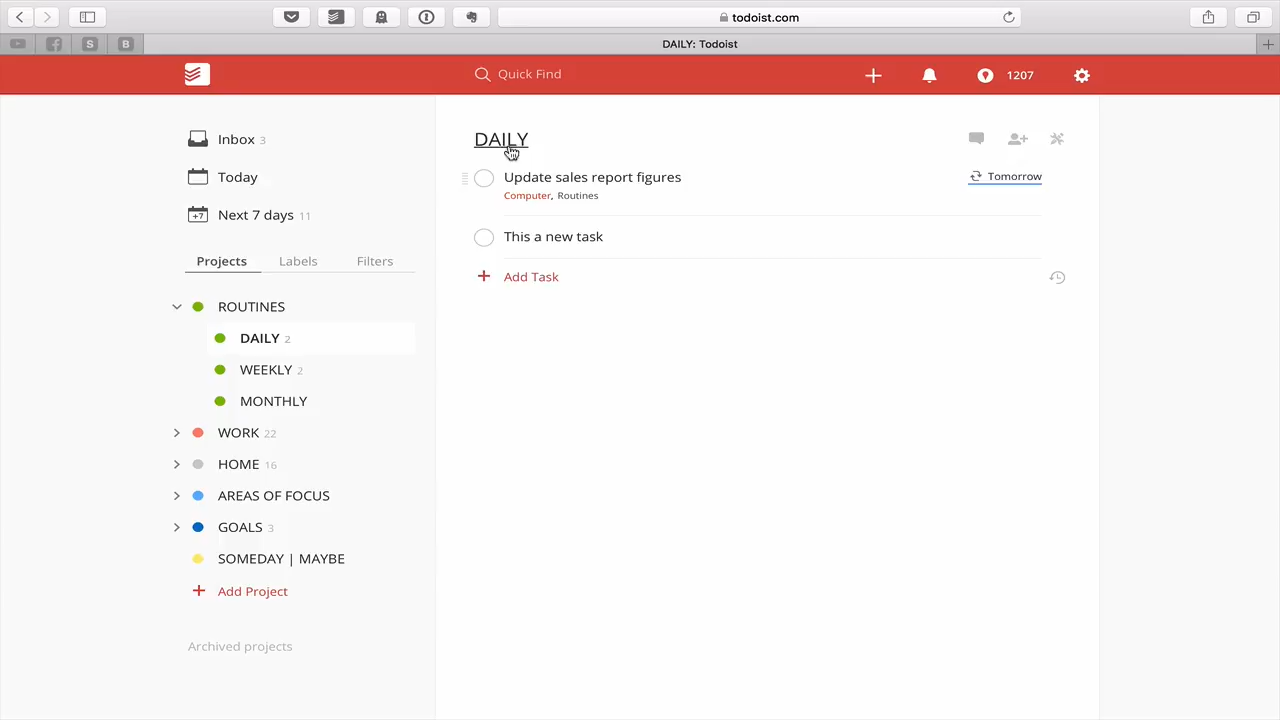 todoist.com
S
B
DAILY: Todoist
Quick Find
1207
Inbox 3
Today
+7 Next 7 days 11
Projects Labels Filters
ROUTINES
DAILY 2
WEEKLY 2
MONTHLY
WORK 22
HOME 16
AREAS OF FOCUS
GOALS 3
SOMEDAY | MAYBE
+ Add Project
Archived projects
DAILY
Update sales report figures
Tomorrow
Computer, Routines
This a new task
+ Add Task